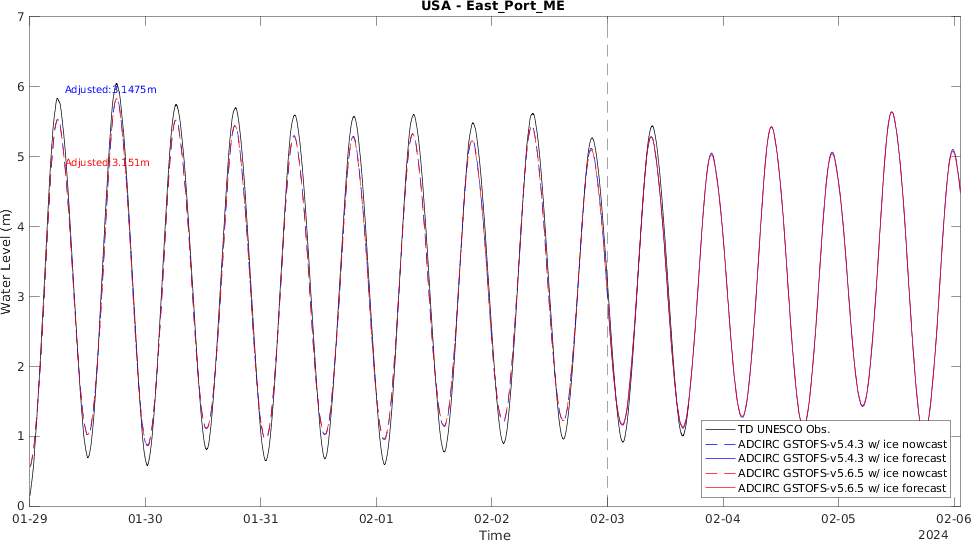 USA - East_Port_ME
7
6
5
4
3
2
1
0
Water Level (m)
Adjusted:3.1475m
Adjusted:3.151m
TD UNESCO Obs.
ADCIRC GSTOFS-v5.4.3 w/ ice nowcast
ADCIRC GSTOFS-v5.4.3 w/ ice forecast
ADCIRC GSTOFS-v5.6.5 w/ ice nowcast
ADCIRC GSTOFS-v5.6.5 w/ ice forecast
01-29 01-30 01-31 02-01 02-02 02-03 02-04 02-05 02-06
Time
2024